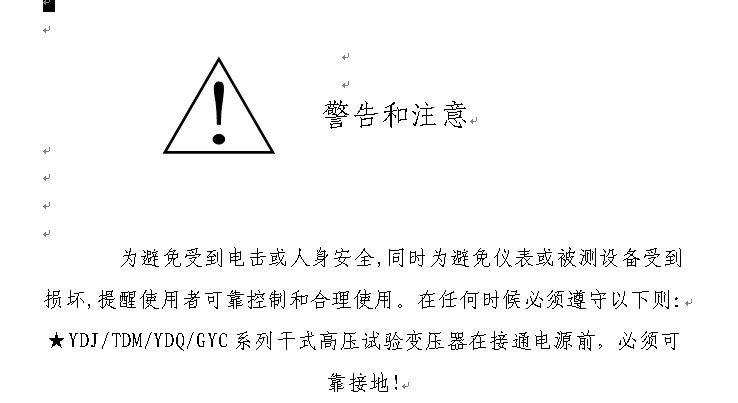 警告和注意
为避免受到电击或人身安全,同时为避免仪表或被测设备受到
损坏,提醒使用者可靠控制和合理使用。在任何时候必须遵守以下则:
★YDJ/TDM/YDQ/GYC系列干式高压试验变压器在接通电源前，必须可
靠接地!